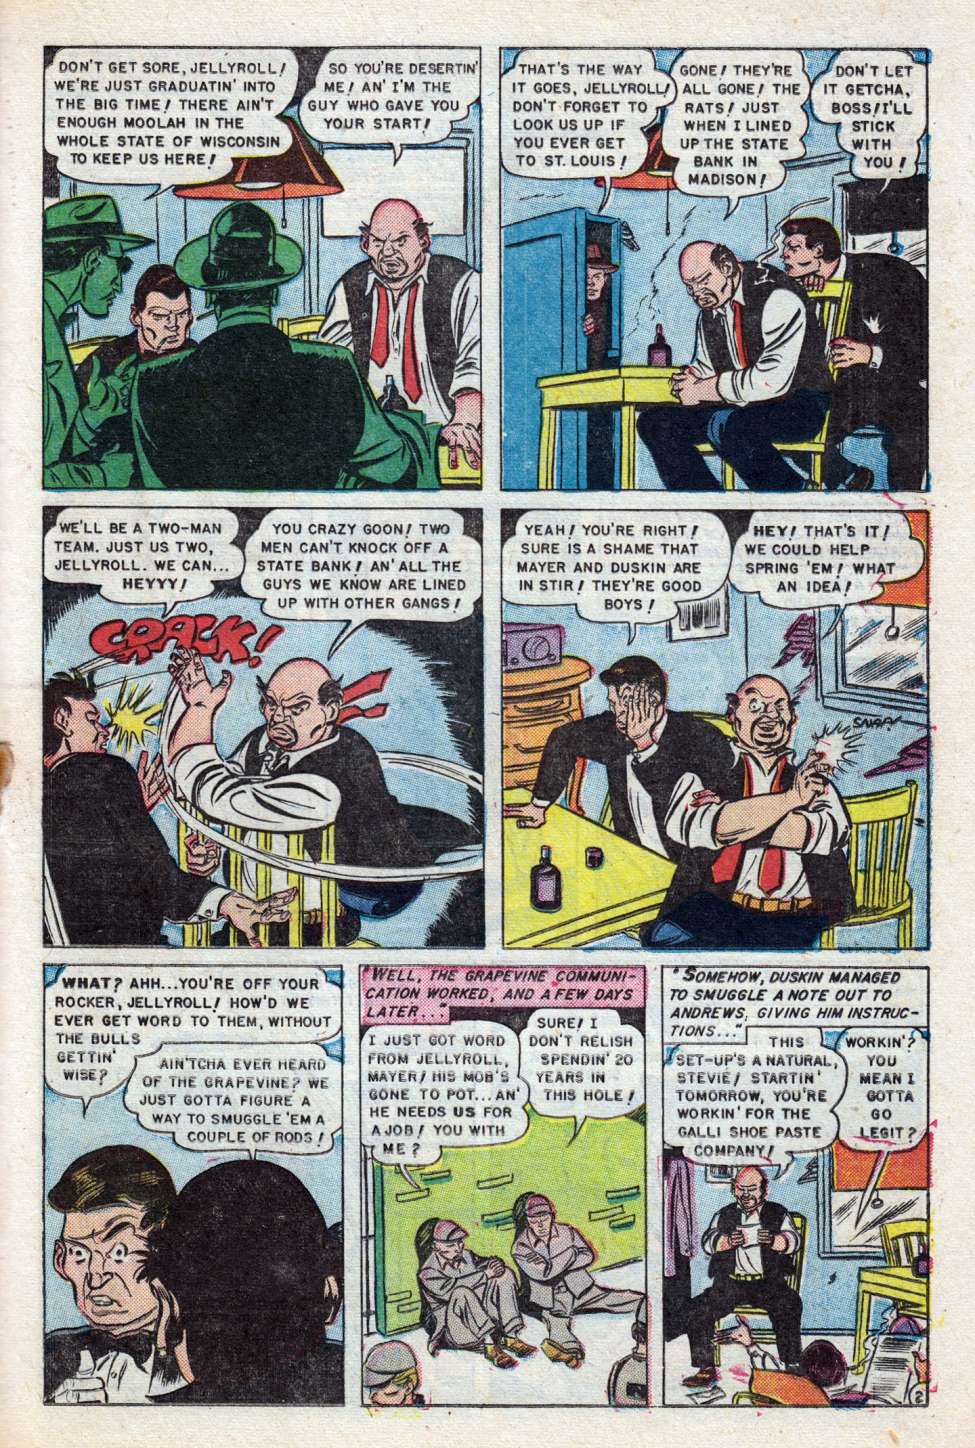 DON'T GET SORE, JELLYROLL!
WE'RE JUST GRADUATIN' INTO
THE BIG TIME! THERE AIN'T
ENOUGH MOOLAH IN THE
WHOLE STATE OF WISCONSIN
TO KEEP US HERE!
SO YOU'RE DESERTIN'
ME! AN' I'M THE
GUY WHO GAVE YOU
YOUR START!
THAT'S THE WAY
IT GOES, JELLYROLL!
DON'T FORGET TO
LOOK US UP IF
YOU EVER GET
TO ST. LOUIS!
GONE! THEY'RE
ALL GONE! THE
RATS! JUST
WHEN I LINED
UP THE STATE
BANK IN
MADISON!
DON'T LET
IT GETCHA,
BOSS! I'LL
STICK
WITH
YOU!
WE'LL BE A TWO-MAN
TEAM. JUST US TWO,
JELLYROLL. WE CAN...
HEYYY!
CRACK!
YOU CRAZY GOON! TWO
MEN CAN'T KNOCK OFF A
STATE BANK! AN' ALL THE
GUYS WE KNOW ARE LINED
UP WITH OTHER GANGS!
YEAH! YOU'RE RIGHT!
SURE IS A SHAME THAT
MAYER AND DUSKIN ARE
IN STIR! THEY'RE GOOD
BOYS!
HEY! THAT'S IT!
WE COULD HELP
SPRING 'EM! WHAT
AN IDEA!
SNAP!
WHAT? AHH...YOU'RE OFF YOUR
ROCKER, JELLYROLL! HOW'D WE
EVER GET WORD TO THEM, WITHOUT
THE BULLS
GETTIN'
WISE?
AIN'TCHA EVER HEARD
OF THE GRAPEVINE? WE
JUST GOTTA FIGURE A
WAY TO SMUGGLE 'EM A
COUPLE OF RODS!
"WELL, THE GRAPEVINE COMMUNI-
CATION WORKED, AND A FEW DAYS
LATER..."
I JUST GOT WORD
FROM JELLYROLL,
MAYER! HIS MOB'S
GONE TO POT...AN'
HE NEEDS US FOR
A JOB! YOU WITH
ME?
SURE! I
DON'T RELISH
SPENDIN' 20
YEARS IN
THIS HOLE!
"SOMEHOW, DUSKIN MANAGED
TO SMUGGLE A NOTE OUT TO
ANDREWS, GIVING HIM INSTRUC-
TIONS..."
THIS
SET-UP'S A NATURAL,
STEVIE! STARTIN'
TOMORROW, YOU'RE
WORKIN' FOR THE
GALLI SHOE PASTE
COMPANY!
WORKIN'?
YOU
MEAN I
GOTTA
GO
LEGIT?
2